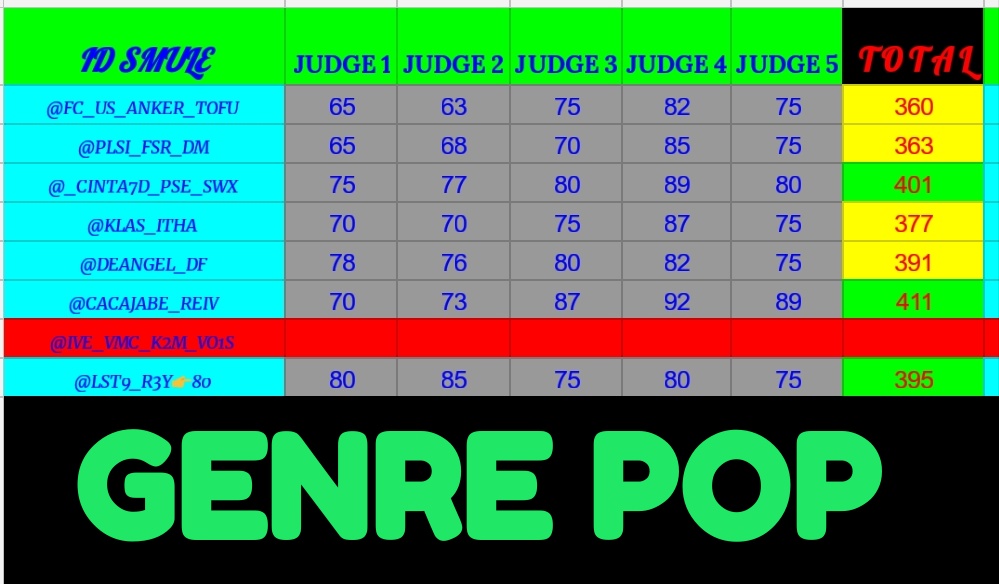 ID SMULE JUDGE 1 JUDGE 2 JUDGE 3 JUDGE 4 JUDGE 5 TOTAL
@FC_US_ANKER_TOFU 65 63 75 82 75 360
@PLSI_FSR_DM 65 68 70 85 75 363
@_CINTA7D_PSE_SWX 75 77 80 89 80 401
@KLAS_ITHA 70 70 75 87 75 377
@DEANGEL_DF 78 76 80 82 75 391
@CACAJABE_REIV 70 73 87 92 89 411
@IVE_VMC_K2M_VO1S
@LST9_R3Y👉80 80 85 75 80 75 395
GENRE POP